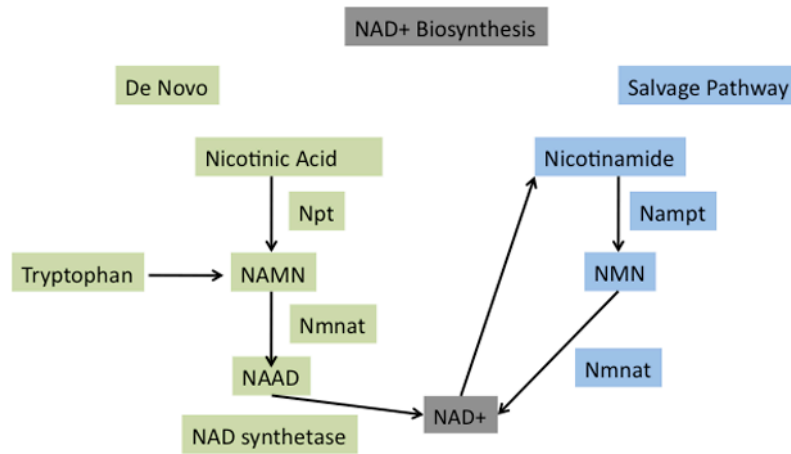 NAD+ Biosynthesis
De Novo
Salvage Pathway
Nicotinic Acid
Nicotinamide
Npt
Nampt
Tryptophan
NAMN
NMN
Nmnat
Nmnat
NAAD
NAD+
NAD synthetase